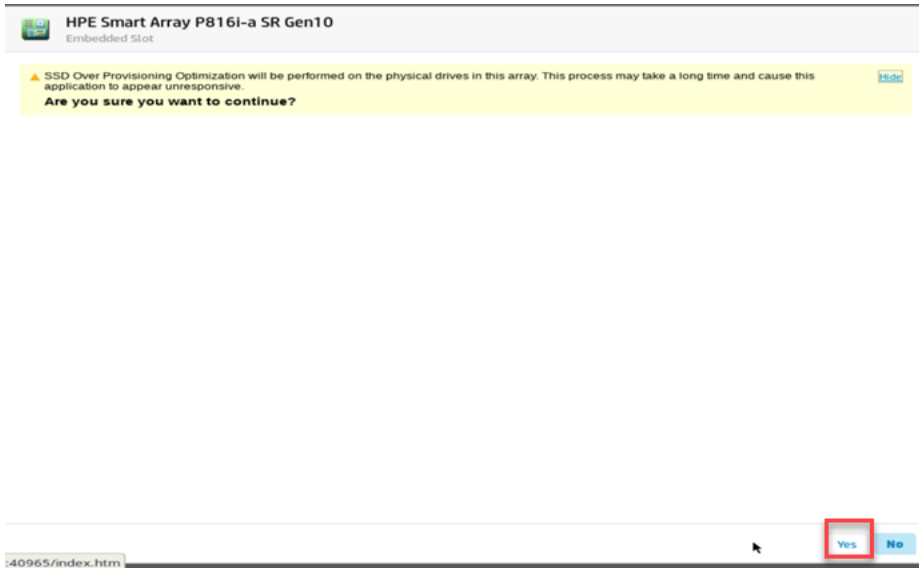 HPE Smart Array P816i-a SR Gen10
Embedded Slot
SSD Over Provisioning Optimization will be performed on the physical drives in this array. This process may take a long time and cause this
application to appear unresponsive.
Hide
Are you sure you want to continue?
Yes No
:40965/index.htm